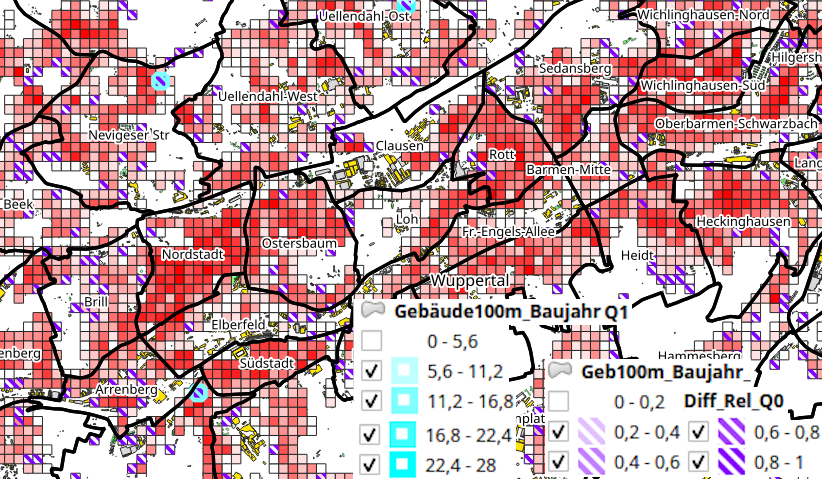 Uellendahl-Ost
Wichlinghausen-Nord
Hilgersh
Sedansberg
Wichlinghausen-Süd
Uellendahl-West
Oberbarmen-Schwarzbach
Nevigeser Str
Clausen
Rott
Lang
Barmen-Mitte
Beek
Loh
Heckinghausen
Fr.-Engels-Allee
Ostersbaum
Nordstadt
Heidt
Wuppertal
Brill
Gebäude100m_Baujahr Q1
Elberfeld
0 - 5,6
enberg
Hammesberg
Südstadt
5,6 - 11,2
Geb100m_Baujahr_
Arrenberg
11,2 - 16,8
0 - 0,2 Diff_Rel_Q0
nplat
16,8 - 22,4
0,2 - 0,4
0,6 - 0,8
22,4 - 28
0,4 - 0,6
0,8 - 1